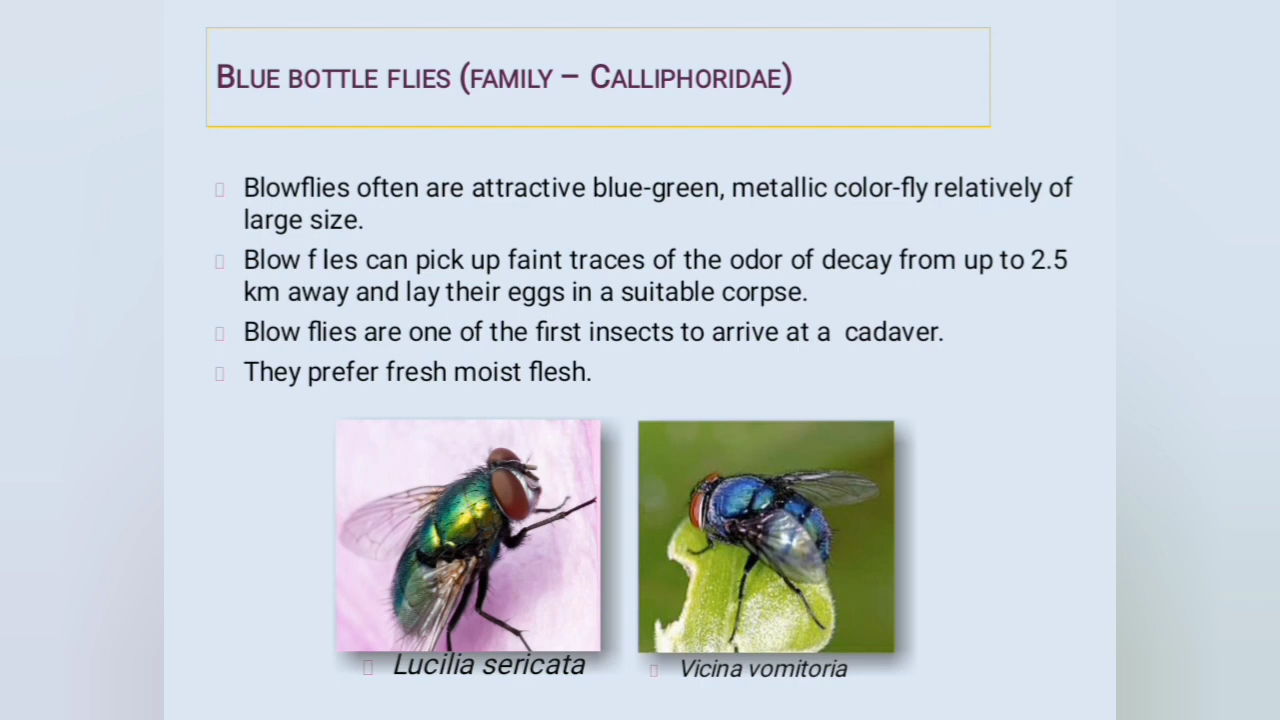 BLUE BOTTLE FLIES (FAMILY – CALLIPHORIDAE)
Blowflies often are attractive blue-green, metallic color-fly relatively of
large size.
Blow f les can pick up faint traces of the odor of decay from up to 2.5
km away and lay their eggs in a suitable corpse.
Blow flies are one of the first insects to arrive at a  cadaver.
They prefer fresh moist flesh.
Lucilia sericata
Vicina vomitoria